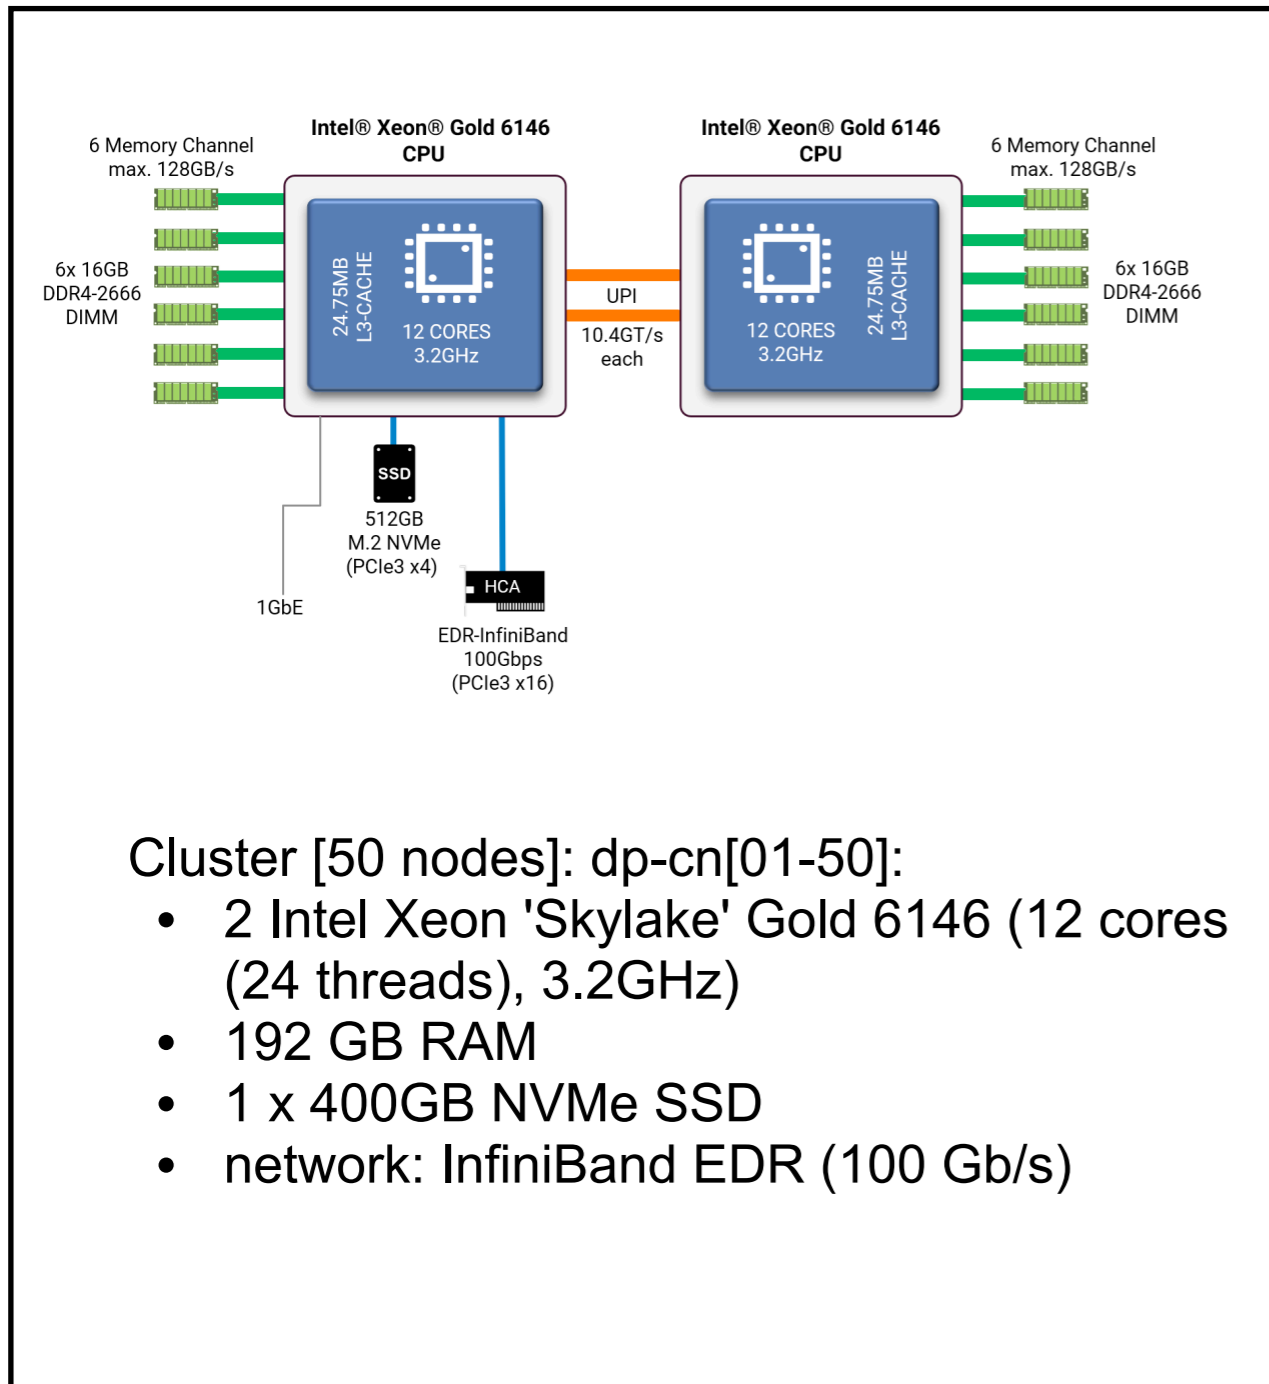 Intel® Xeon® Gold 6146
CPU
Intel® Xeon® Gold 6146
CPU
6 Memory Channel
max. 128GB/s
6 Memory Channel
max. 128GB/s
6x 16GB
DDR4-2666
DIMM
24.75MB
L3-CACHE
12 CORES
3.2GHz
UPI
10.4GT/s
each
12 CORES
3.2GHz
24.75MB
L3-CACHE
6x 16GB
DDR4-2666
DIMM
SSD
512GB
M.2 NVMe
(PCIe3 x4)
1GbE
HCA
EDR-InfiniBand
100Gbps
(PCIe3 x16)
Cluster [50 nodes]: dp-cn[01-50]:
• 2 Intel Xeon 'Skylake' Gold 6146 (12 cores
(24 threads), 3.2GHz)
• 192 GB RAM
• 1 x 400GB NVMe SSD
• network: InfiniBand EDR (100 Gb/s)